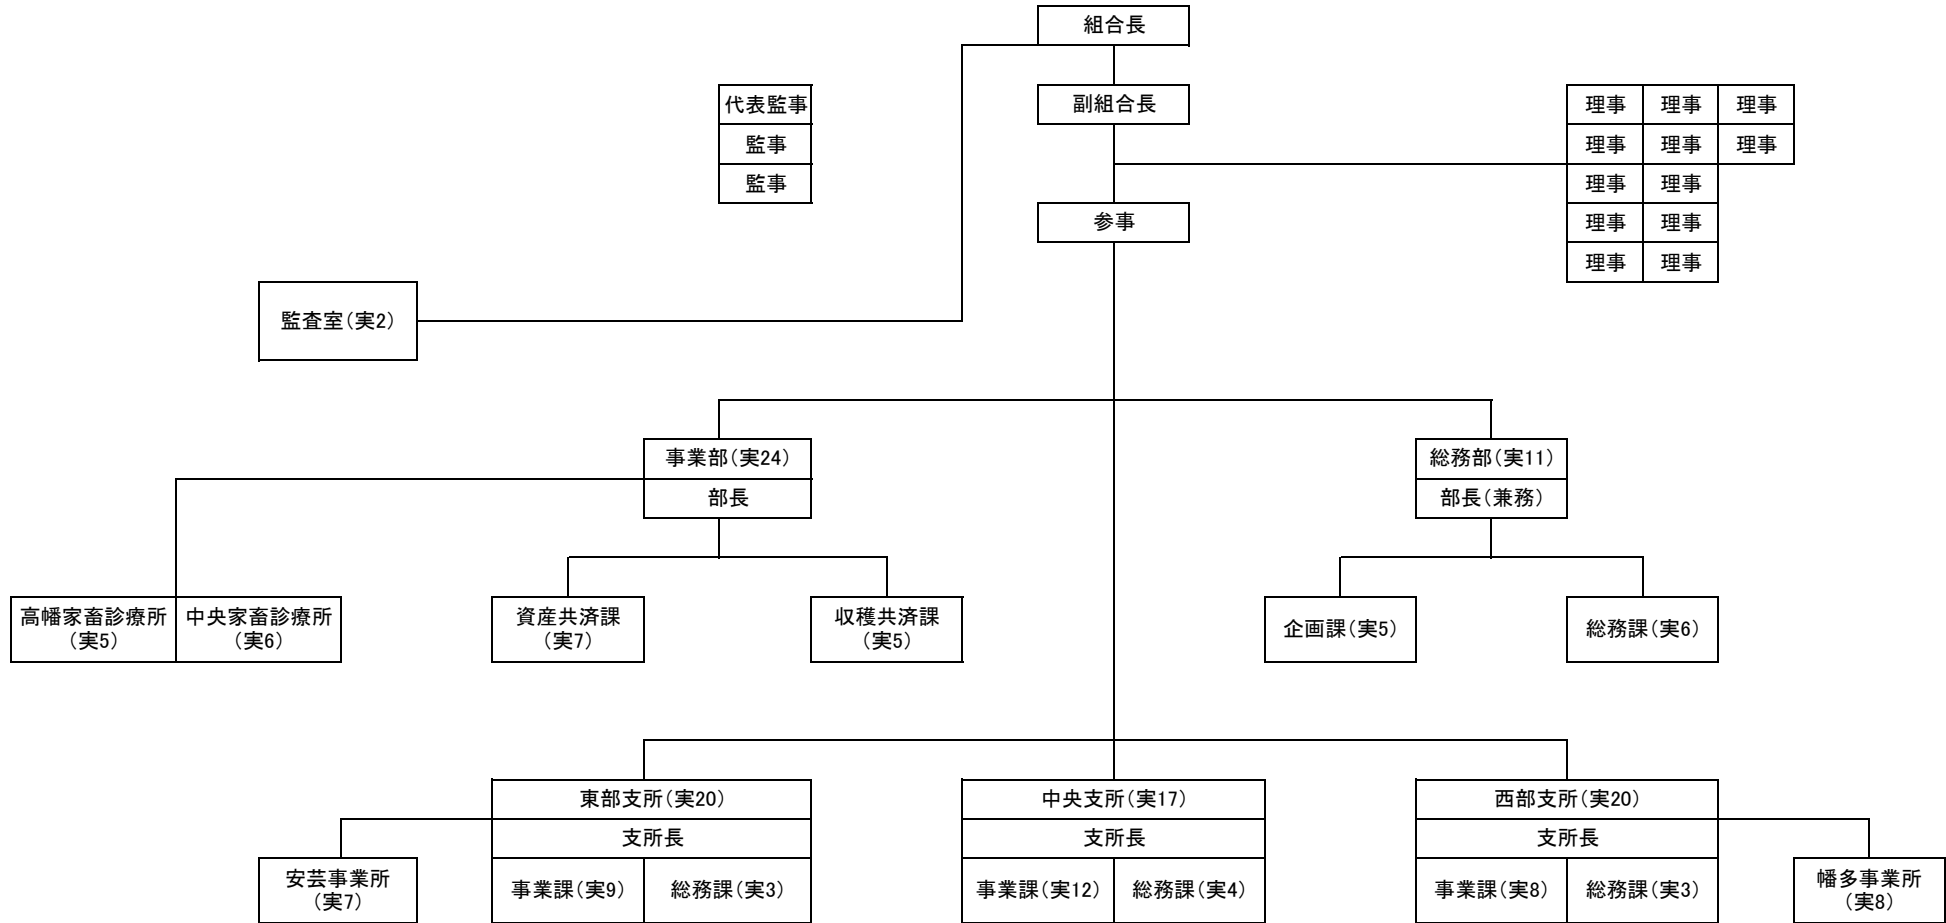 組合長
代表監事
副組合長
理事 理事 理事
監事
理事 理事 理事
監事
理事 理事
参事
理事 理事
理事 理事
監査室(実2)
事業部(実24)
総務部(実11)
部長
部長(兼務)
高幡家畜診療所
(実5)
中央家畜診療所
(実6)
資産共済課
(実7)
収穫共済課
(実5)
企画課(実5)
総務課(実6)
東部支所(実20)
中央支所(実17)
西部支所(実20)
支所長
支所長
支所長
安芸事業所
(実7)
事業課(実9)
総務課(実3)
事業課(実12)
総務課(実4)
事業課(実8)
総務課(実3)
幡多事業所
(実8)